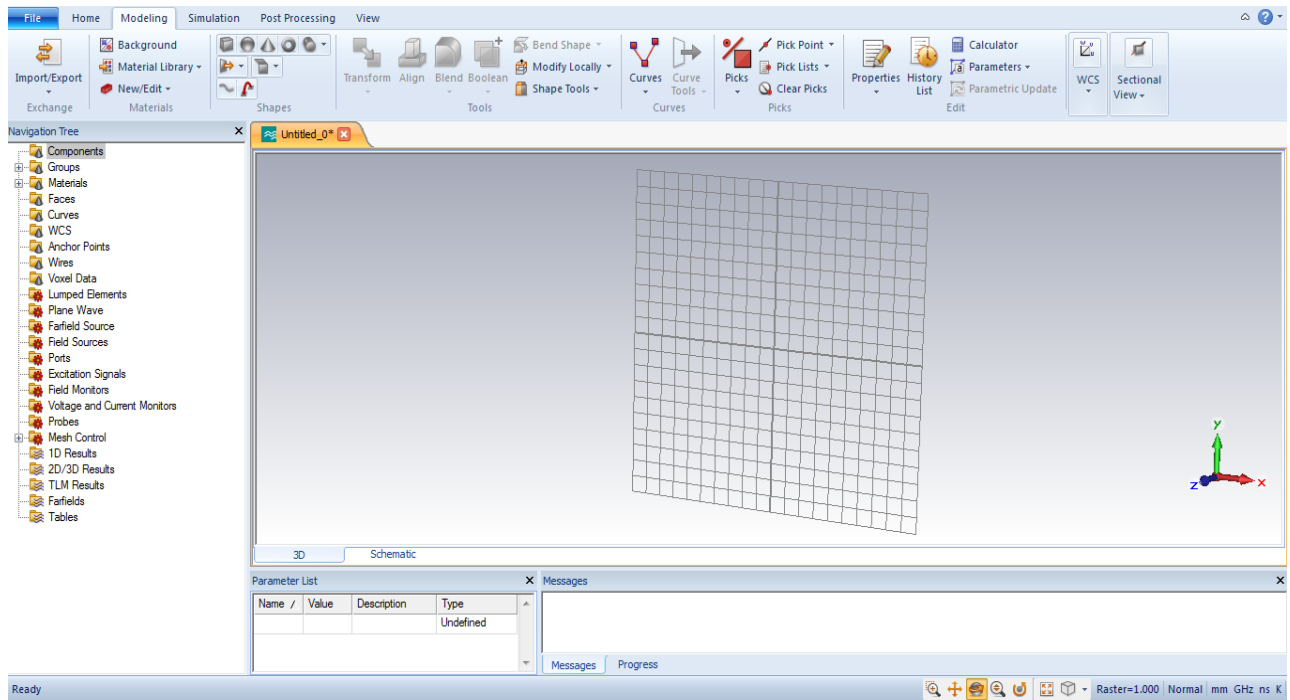 File Home Modeling Simulation Post Processing View
Import/Export
Exchange
Background
Material Library
New/Edit
Materials
Shapes
Transform Align Blend Boolean
Bend Shape
Modify Locally
Shape Tools
Tools
Curves Curve Tools
Curves
Picks
Pick Point
Pick Lists
Clear Picks
Picks
Properties History List
Calculator
Parameters
Parametric Update
Edit
WCS
Sectional View
Navigation Tree
Components
Groups
Materials
Faces
Curves
WCS
Anchor Points
Wires
Voxel Data
Lumped Elements
Plane Wave
Farfield Source
Field Sources
Ports
Excitation Signals
Field Monitors
Voltage and Current Monitors
Probes
Mesh Control
1D Results
2D/3D Results
TLM Results
Farfields
Tables
Untitled_0*
y
z x
3D Schematic
Parameter List
Name / Value Description Type
Undefined
Messages
Messages Progress
Ready
Raster=1.000 Normal mm GHz ns K